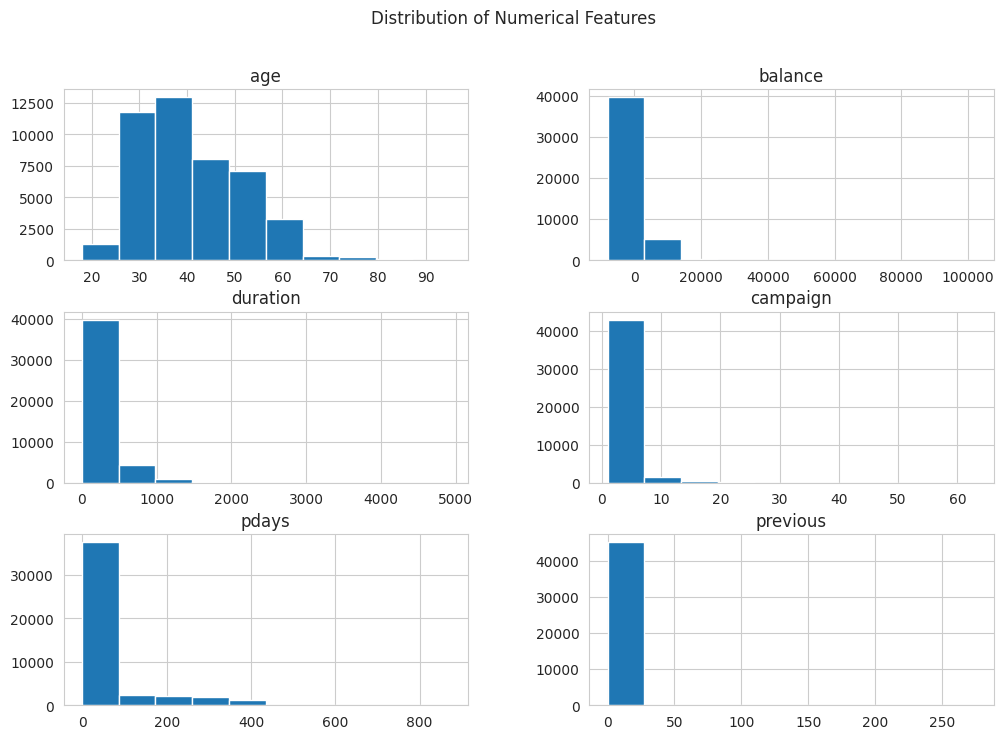 Distribution of Numerical Features
age
12500
10000
7500
5000
2500
0
20 30 40 50 60 70 80 90
balance
40000
30000
20000
10000
0
0 20000 40000 60000 80000 100000
duration
40000
30000
20000
10000
0
0 1000 2000 3000 4000 5000
campaign
40000
30000
20000
10000
0
0 10 20 30 40 50 60
pdays
30000
20000
10000
0
0 200 400 600 800
previous
40000
30000
20000
10000
0
0 50 100 150 200 250